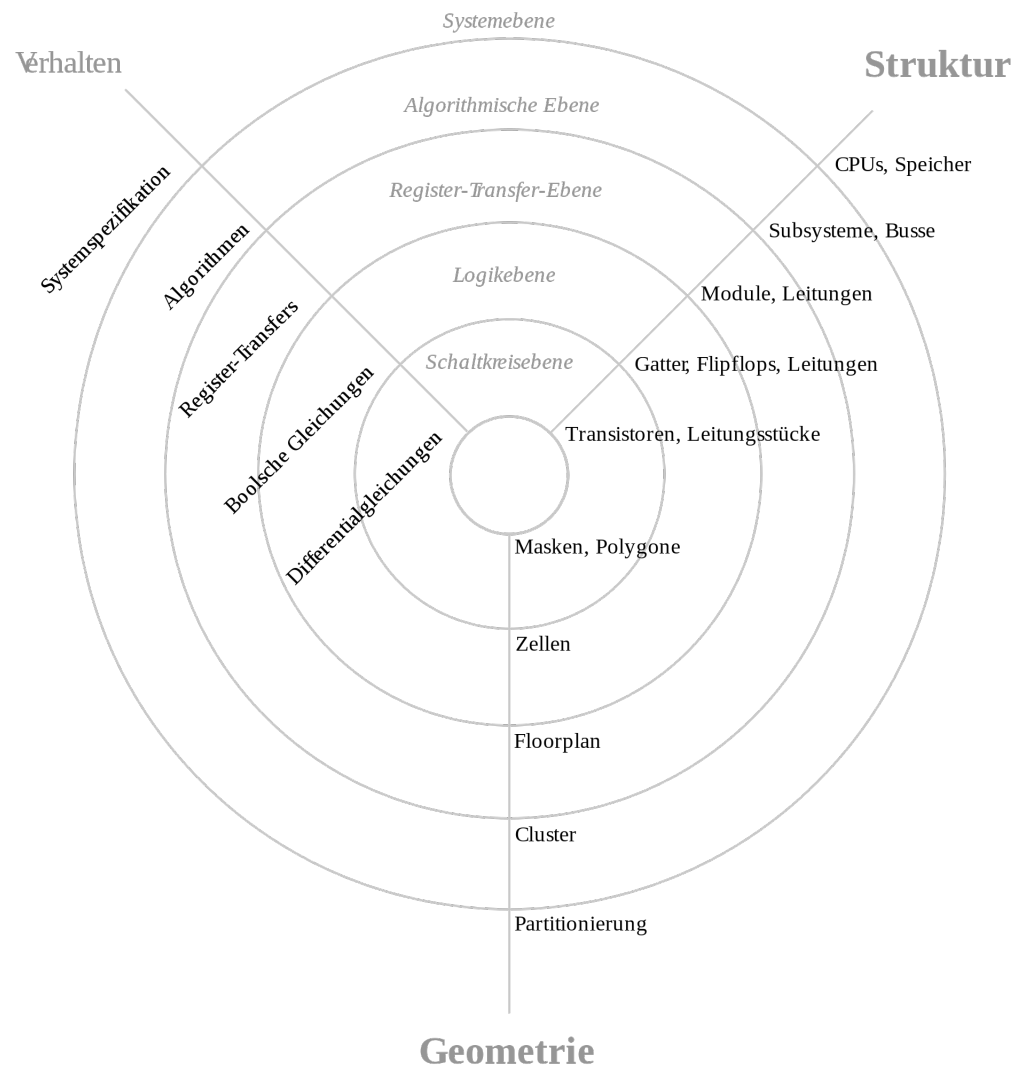 Systemebene
Verhalten
Struktur
Algorithmische Ebene
CPUs, Speicher
Systemspezifikation
Register-Transfer-Ebene
Subsysteme, Busse
Algorithmen
Logikebene
Module, Leitungen
Register-Transfers
Schaltkreisebene
Gatter, Flipflops, Leitungen
Boolsche Gleichungen
Transistoren, Leitungsstücke
Differentialgleichungen
Masken, Polygone
Zellen
Floorplan
Cluster
Partitionierung
Geometrie